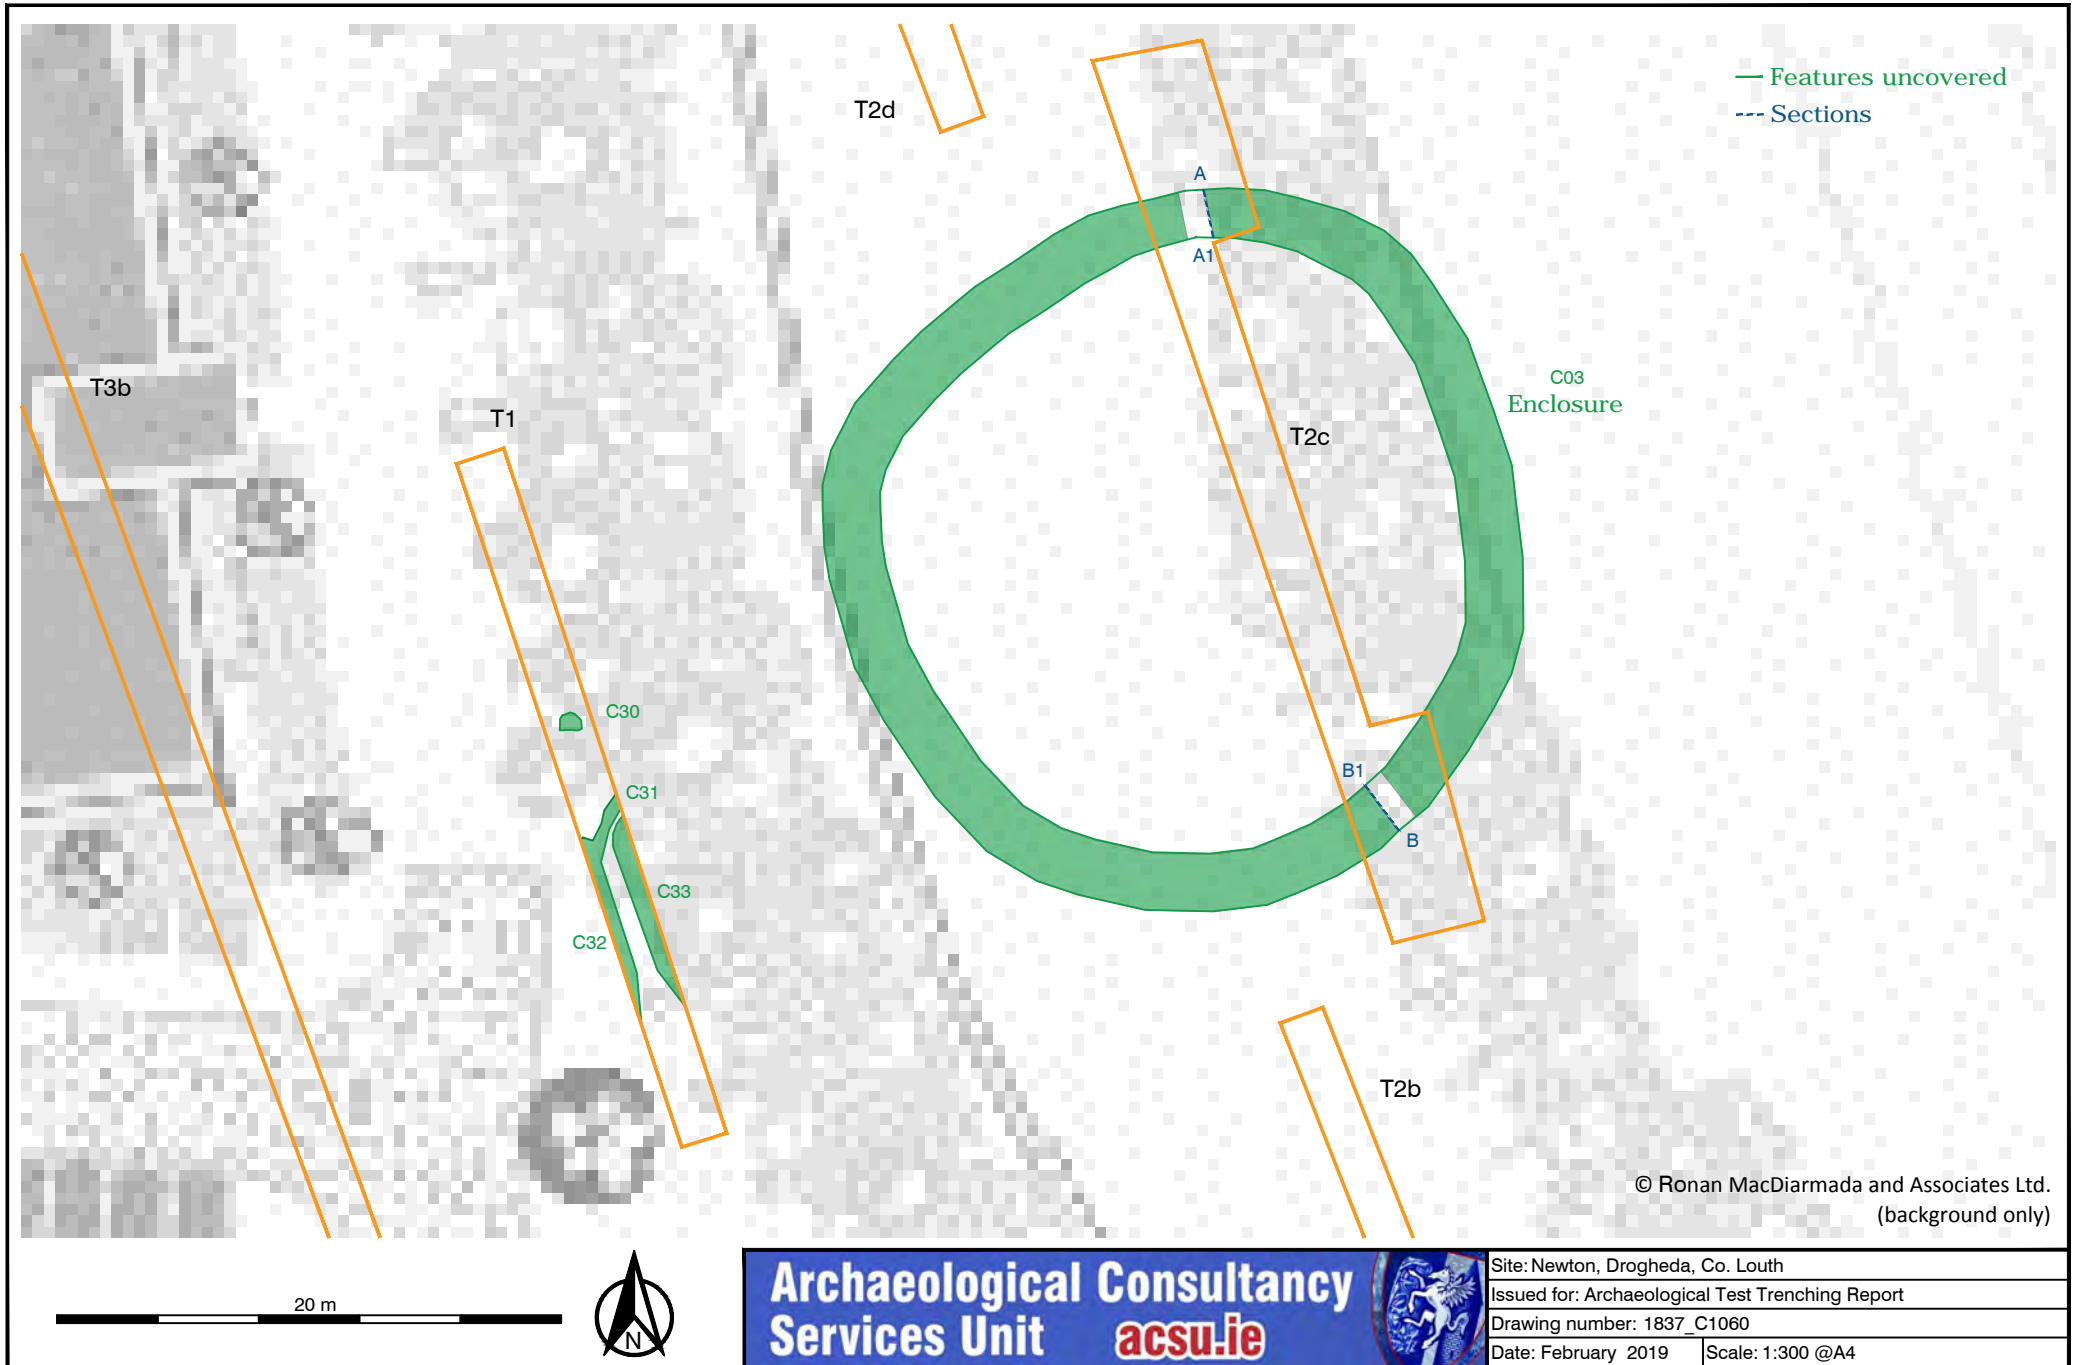 Features uncovered
Sections
T2d
A
A1
T3b
C03
Enclosure
T1
T2c
C30
B1
C31
B
C33
C32
T2b
© Ronan MacDiarmada and Associates Ltd.
(background only)
20 m
N
Archaeological Consultancy
Services Unit acsu.ie
Site: Newton, Drogheda, Co. Louth
Issued for: Archaeological Test Trenching Report
Drawing number: 1837_C1060
Date: February 2019 Scale: 1:300 @A4